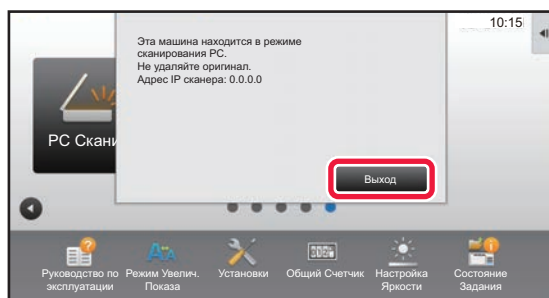 10:15
Эта машина находится в режиме
сканирования PC.
Не удаляйте оригинал.
Адрес IP сканера: 0.0.0.0
PC Скани
Выход
Руководство по
эксплуатации
Режим Увелич.
Показа
Установки
Общий Счетчик
Настройка
Яркости
Состояние
Задания